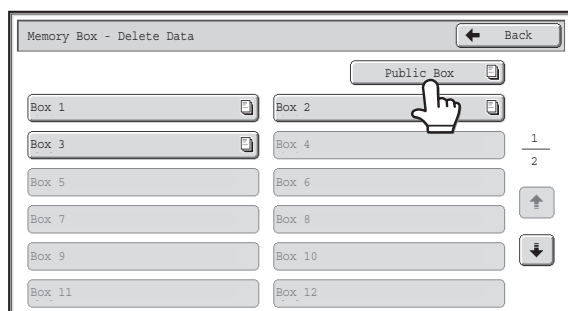 Memory Box - Delete Data
Back
Public Box
Box 1
Box 2
Box 3
Box 4
1
2
Box 5
Box 6
Box 7
Box 8
Box 9
Box 10
Box 11
Box 12